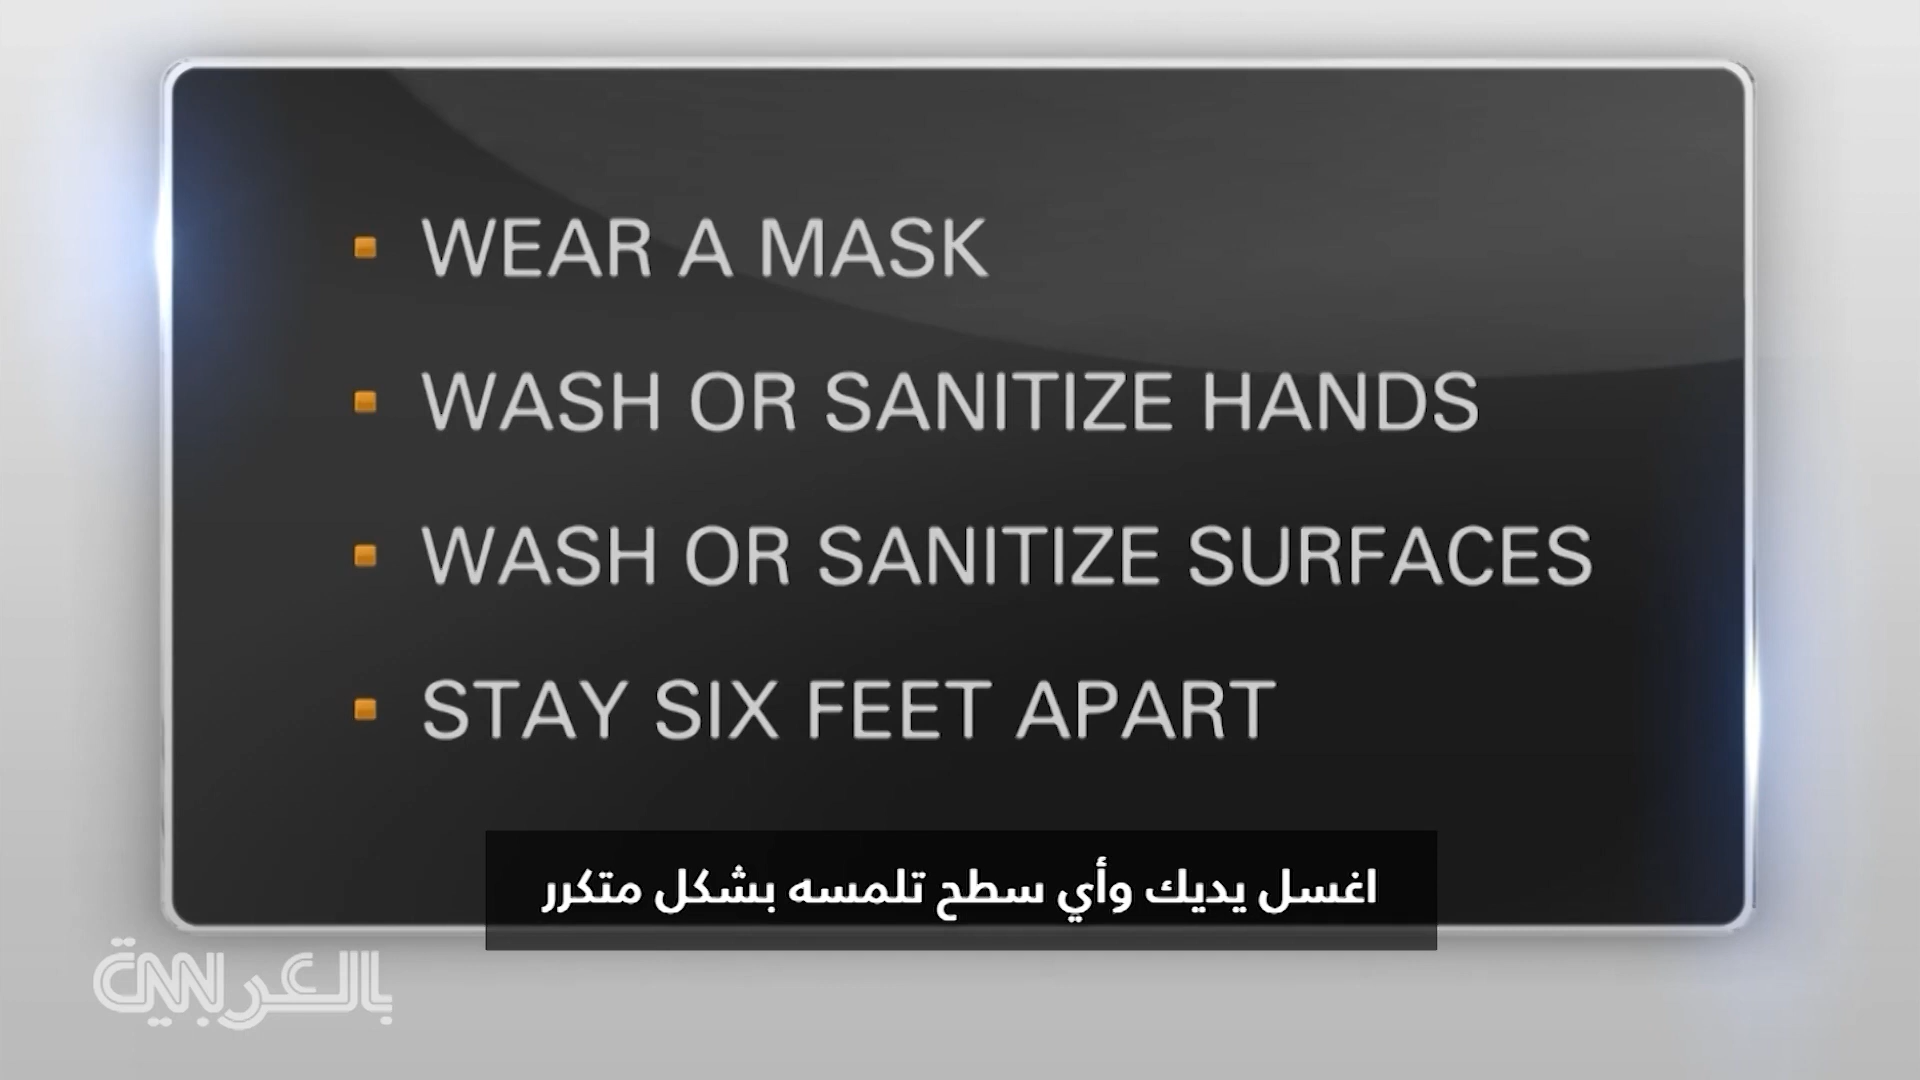 WEAR A MASK
WASH OR SANITIZE HANDS
WASH OR SANITIZE SURFACES
STAY SIX FEET APART
اغسل يديك وأي سطح تلمسه بشكل متكرر
CNN بالعربية